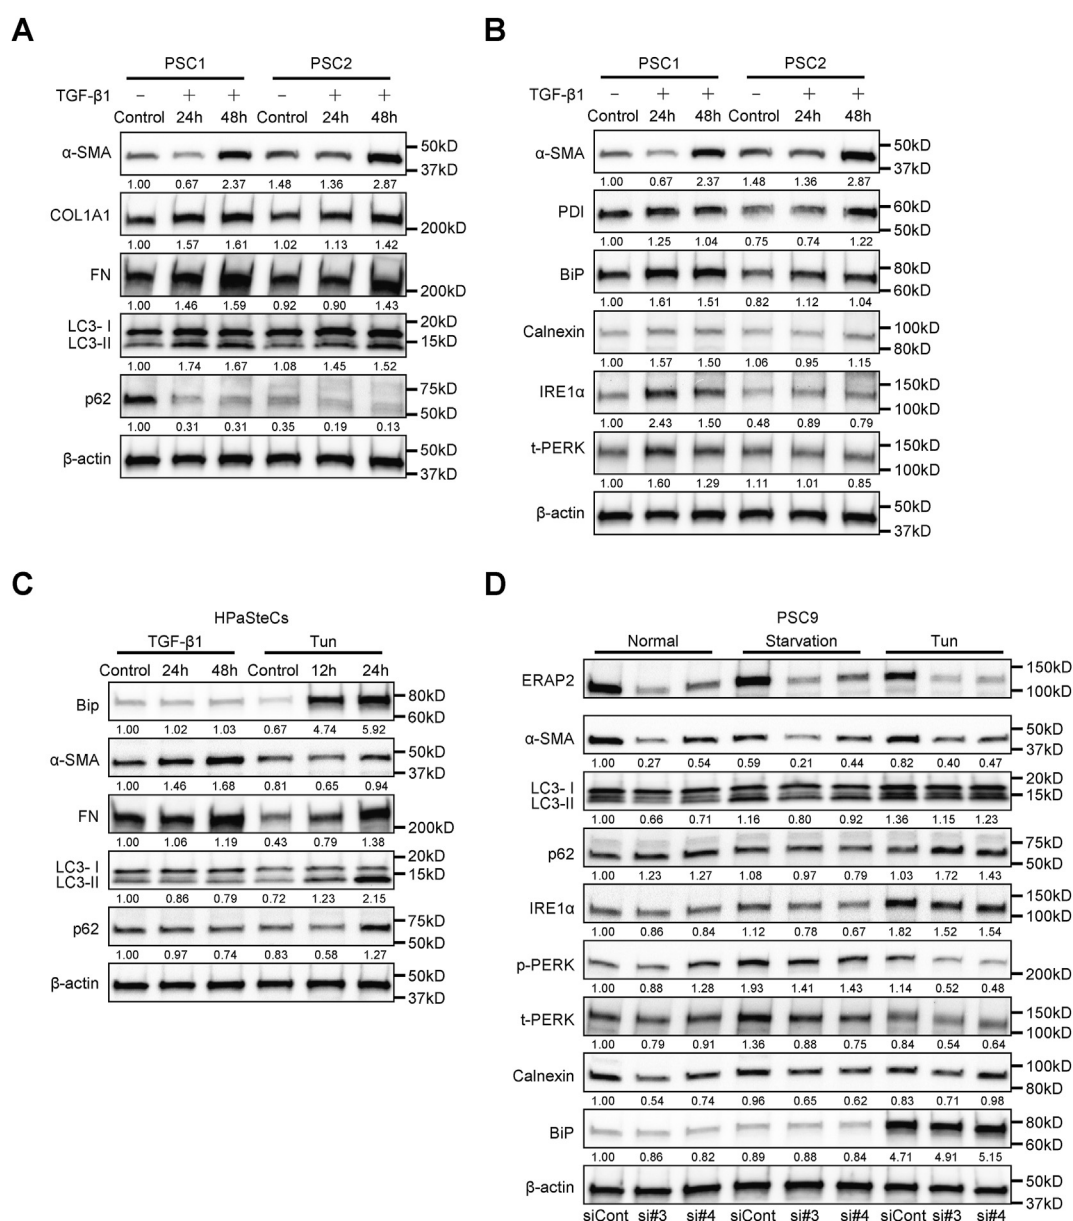 A
PSC1 PSC2
TGF-β1 − + + − + +
Control 24h 48h Control 24h 48h
α-SMA 50kD
37kD
1.00 0.67 2.37 1.48 1.36 2.87
COL1A1 200kD
1.00 1.57 1.61 1.02 1.13 1.42
FN 200kD
1.00 1.46 1.59 0.92 0.90 1.43
LC3- I 20kD
LC3-II 15kD
1.00 1.74 1.67 1.08 1.45 1.52
p62 75kD
50kD
1.00 0.31 0.31 0.35 0.19 0.13
β-actin 50kD
37kD
B
PSC1 PSC2
TGF-β1 − + + − + +
Control 24h 48h Control 24h 48h
α-SMA 50kD
37kD
1.00 0.67 2.37 1.48 1.36 2.87
PDI 60kD
50kD
1.00 1.25 1.04 0.75 0.74 1.22
BiP 80kD
60kD
1.00 1.61 1.51 0.82 1.12 1.04
Calnexin 100kD
80kD
1.00 1.57 1.50 1.06 0.95 1.15
IRE1α 150kD
100kD
1.00 2.43 1.50 0.48 0.89 0.79
t-PERK 150kD
100kD
1.00 1.60 1.29 1.11 1.01 0.85
β-actin 50kD
37kD
C
HPaSteCs
TGF-β1 Tun
Control 24h 48h Control 12h 24h
Bip 80kD
60kD
1.00 1.02 1.03 0.67 4.74 5.92
α-SMA 50kD
37kD
1.00 1.46 1.68 0.81 0.65 0.94
FN 200kD
1.00 1.06 1.19 0.43 0.79 1.38
LC3- I 20kD
LC3-II 15kD
1.00 0.86 0.79 0.72 1.23 2.15
p62 75kD
50kD
1.00 0.97 0.74 0.83 0.58 1.27
β-actin 50kD
37kD
D
PSC9
Normal Starvation Tun
ERAP2 150kD
100kD
α-SMA 50kD
37kD
1.00 0.27 0.54 0.59 0.21 0.44 0.82 0.40 0.47
LC3- I 20kD
LC3-II 15kD
1.00 0.66 0.71 1.16 0.80 0.92 1.36 1.15 1.23
p62 75kD
50kD
1.00 1.23 1.27 1.08 0.97 0.79 1.03 1.72 1.43
IRE1α 150kD
100kD
1.00 0.86 0.84 1.12 0.78 0.67 1.82 1.52 1.54
p-PERK 200kD
1.00 0.88 1.28 1.93 1.41 1.43 1.14 0.52 0.48
t-PERK 150kD
100kD
1.00 0.79 0.91 1.36 0.88 0.75 0.84 0.54 0.64
Calnexin 100kD
80kD
1.00 0.54 0.74 0.96 0.65 0.62 0.83 0.71 0.98
BiP 80kD
60kD
1.00 0.86 0.82 0.89 0.88 0.84 4.71 4.91 5.15
β-actin 50kD
37kD
siCont si#3 si#4 siCont si#3 si#4 siCont si#3 si#4